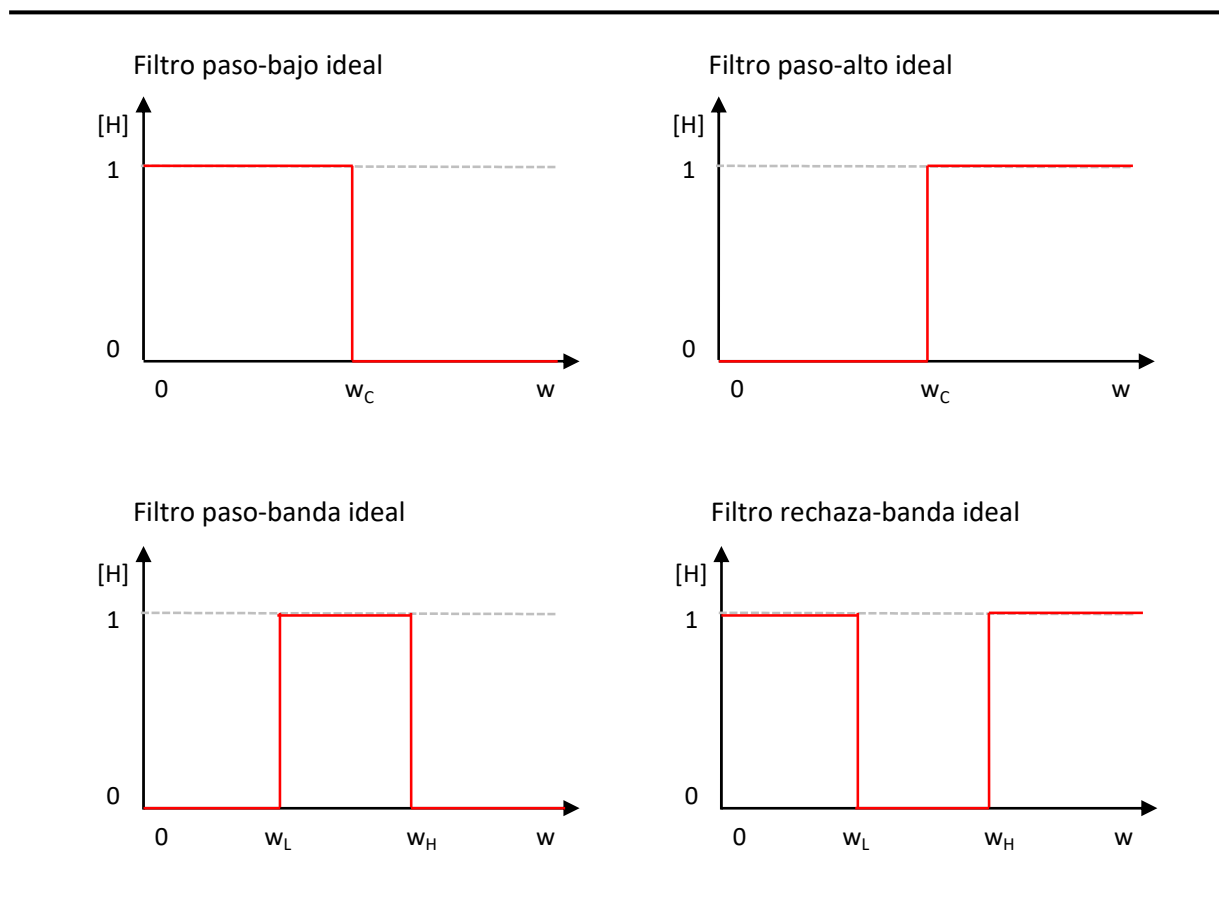 Filtro paso-bajo ideal
[H]
1
0
0 wC w
Filtro paso-alto ideal
[H]
1
0
0 wC w
Filtro paso-banda ideal
[H]
1
0
0 wL wH w
Filtro rechaza-banda ideal
[H]
1
0
0 wL wH w